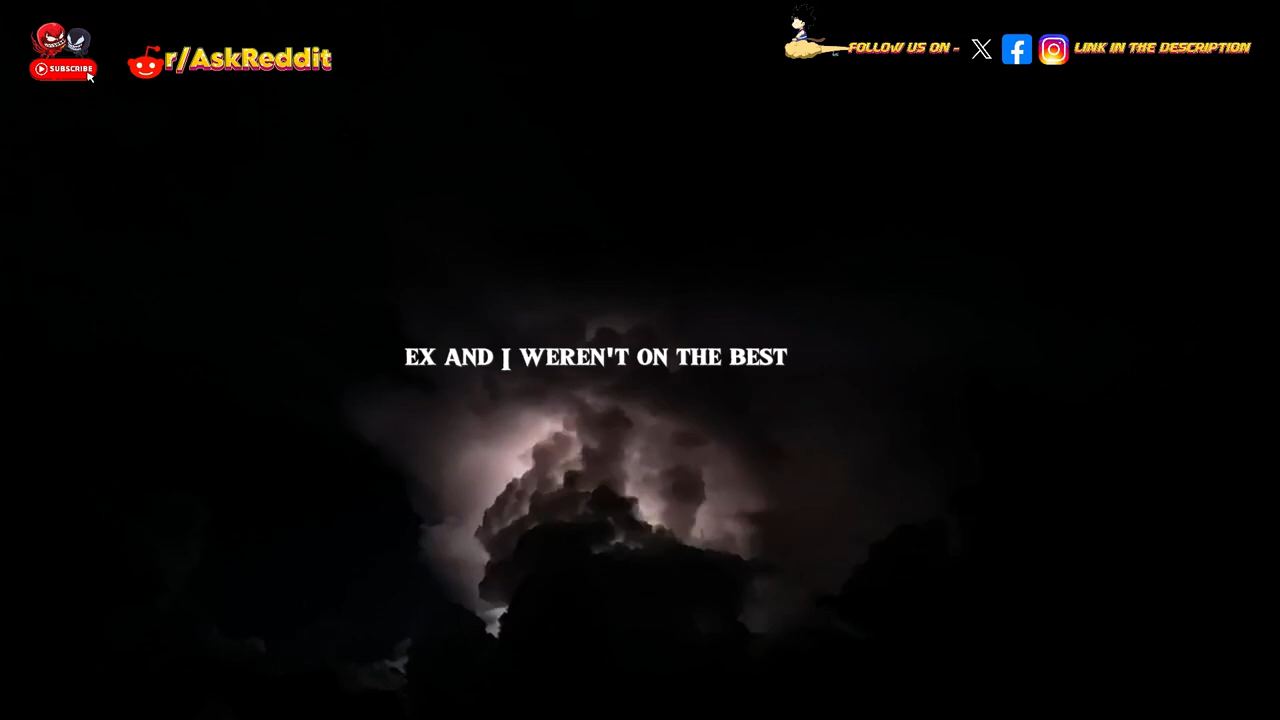 SUBSCRIBE
r/AskReddit
FOLLOW US ON -
LINK IN THE DESCRIPTION
EX AND I WEREN'T ON THE BEST